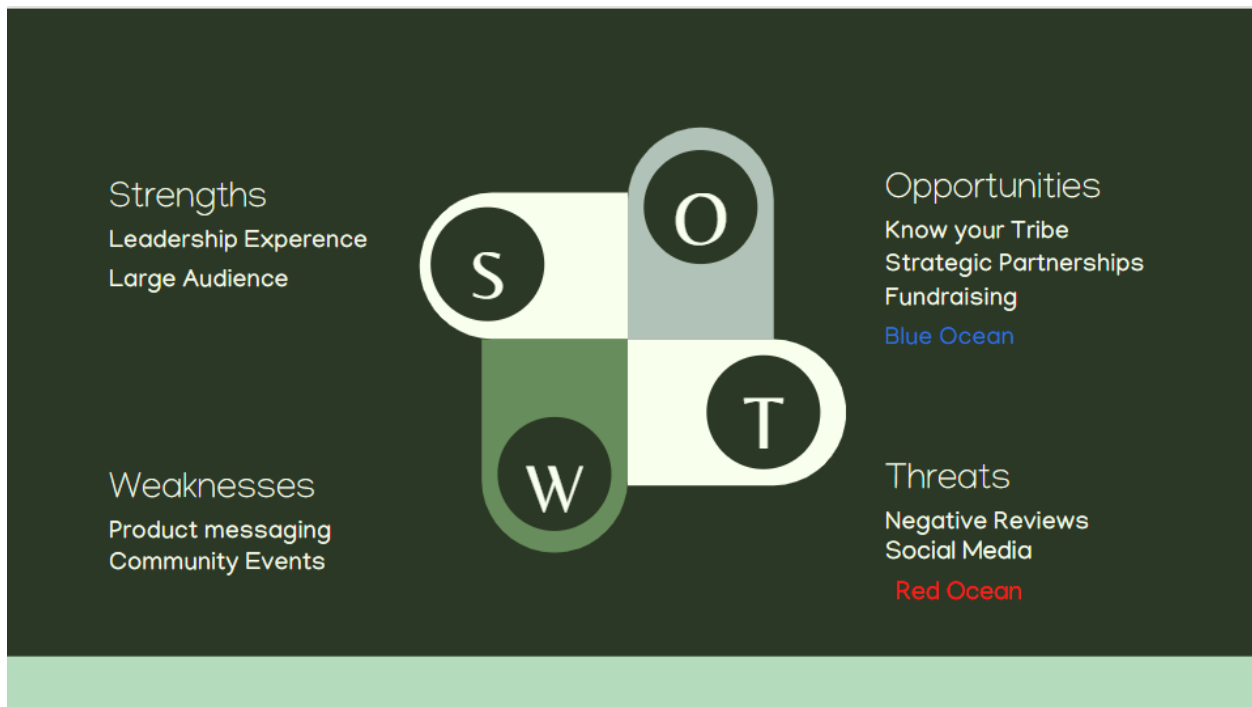 Strengths
Leadership Experence
Large Audience
S
O
Opportunities
Know your Tribe
Strategic Partnerships
Fundraising
Blue Ocean
Weaknesses
Product messaging
Community Events
W
T
Threats
Negative Reviews
Social Media
Red Ocean